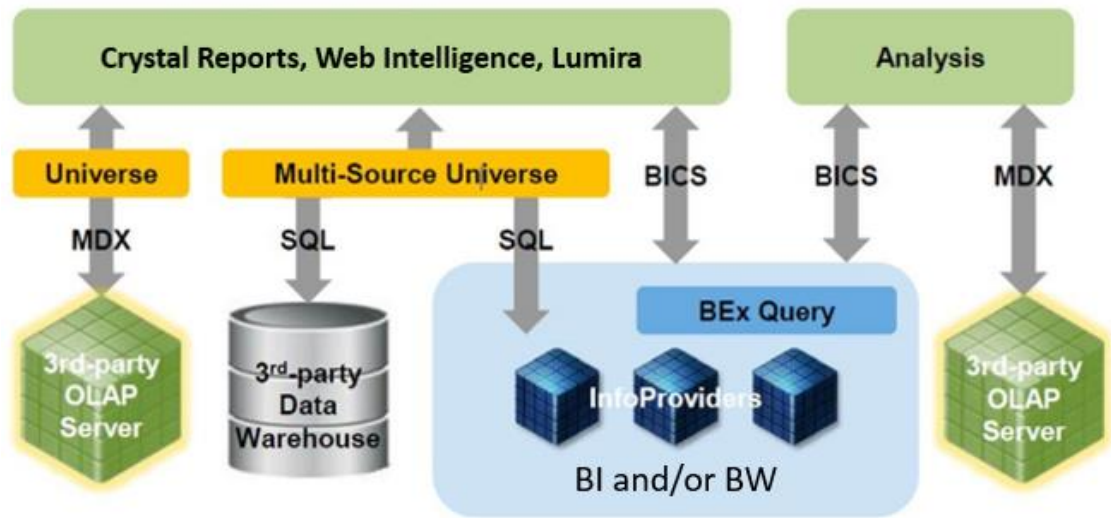 Crystal Reports, Web Intelligence, Lumira
Analysis
Universe
Multi-Source Universe
BICS
BICS
MDX
MDX
SQL
SQL
BEx Query
3rd-party
OLAP
Server
3rd-party
Data
Warehouse
InfoProviders
3rd-party
OLAP
Server
BI and/or BW